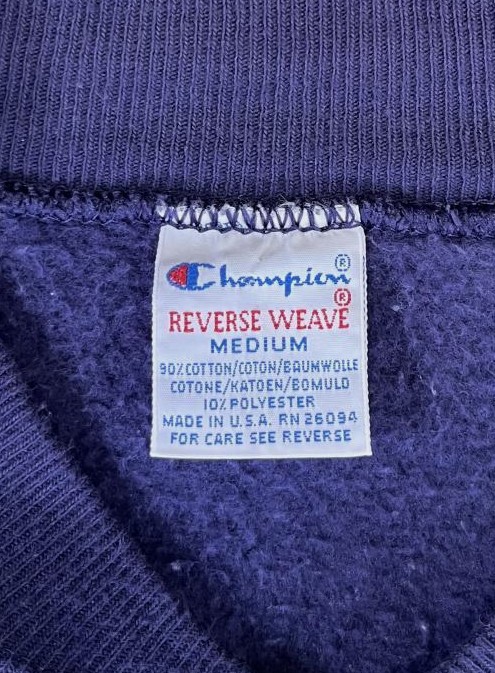 Champion®
REVERSE WEAVE®
MEDIUM
90% COTTON/COTON/BAUMWOLLE
COTONE/KATOEN/BOMULD
10% POLYESTER
MADE IN U.S.A. RN 26094
FOR CARE SEE REVERSE